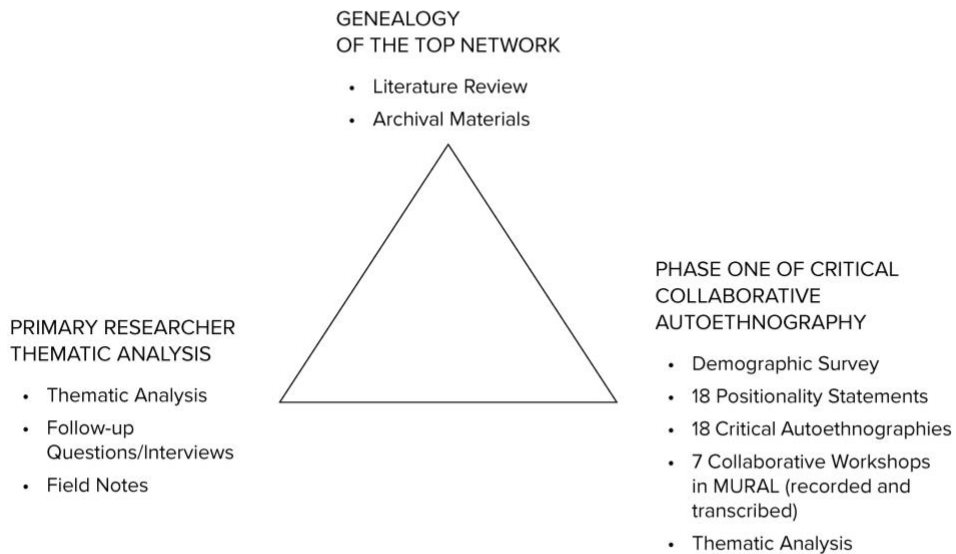 GENEALOGY
OF THE TOP NETWORK
• Literature Review
• Archival Materials
PRIMARY RESEARCHER
THEMATIC ANALYSIS
• Thematic Analysis
• Follow-up
Questions/Interviews
• Field Notes
PHASE ONE OF CRITICAL
COLLABORATIVE
AUTOETHNOGRAPHY
• Demographic Survey
• 18 Positionality Statements
• 18 Critical Autoethnographies
• 7 Collaborative Workshops
in MURAL (recorded and
transcribed)
• Thematic Analysis